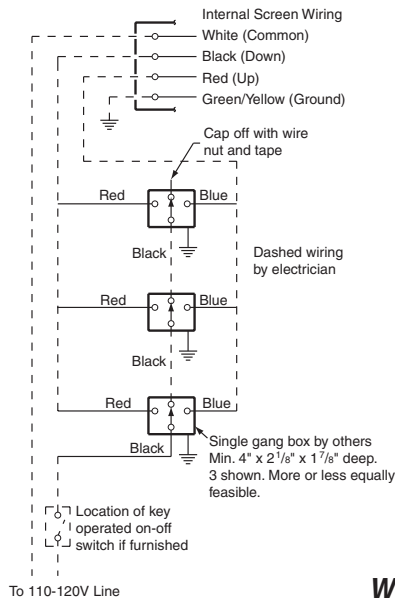 Internal Screen Wiring
White (Common)
Black (Down)
Red (Up)
Green/Yellow (Ground)
Cap off with wire
nut and tape
Red
Blue
Black
Dashed wiring
by electrician
Red
Blue
Black
Red
Blue
Black
Single gang box by others
Min. 4" x 2 1/8" x 1 7/8" deep.
3 shown. More or less equally
feasible.
Location of key
operated on-off
switch if furnished
To 110-120V Line
W